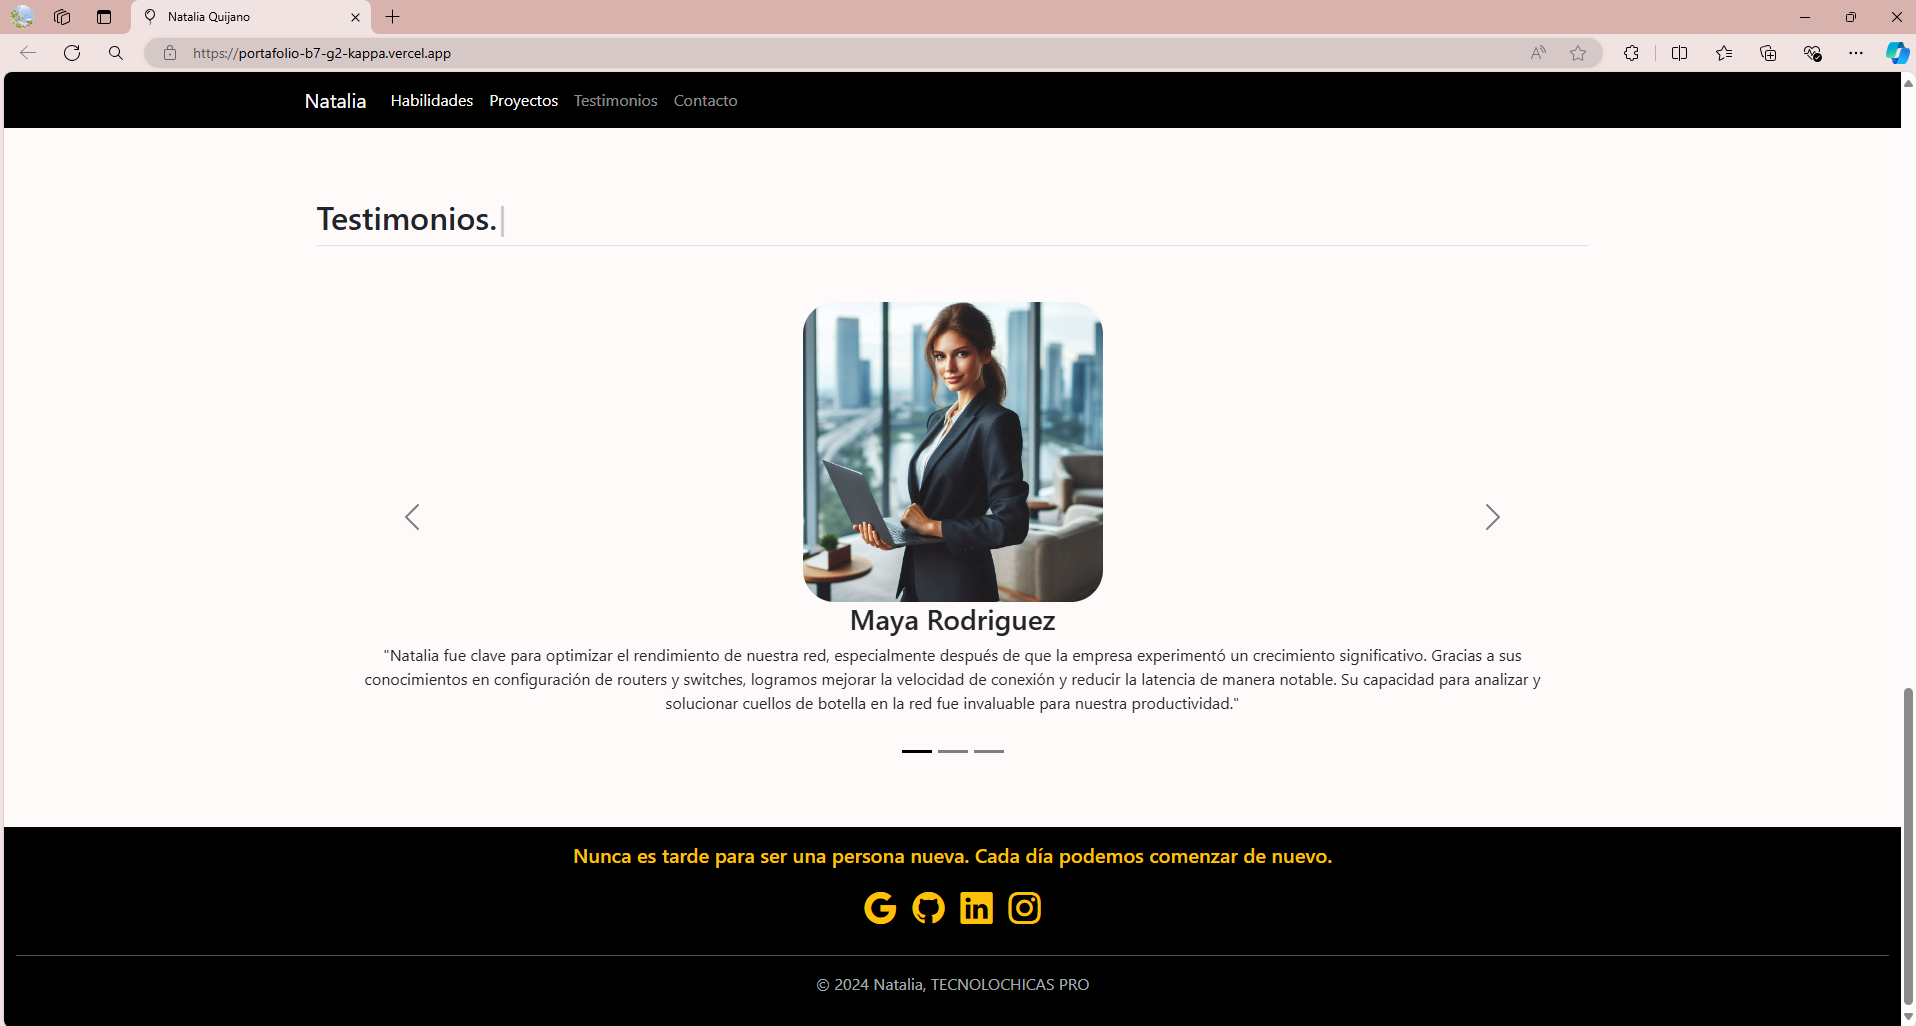 Natalia Quijano
https://portafolio-b7-g2-kappa.vercel.app
Natalia Habilidades Proyectos Testimonios Contacto
Testimonios.
Maya Rodriguez
"Natalia fue clave para optimizar el rendimiento de nuestra red, especialmente después de que la empresa experimentó un crecimiento significativo. Gracias a sus
conocimientos en configuración de routers y switches, logramos mejorar la velocidad de conexión y reducir la latencia de manera notable. Su capacidad para analizar y
solucionar cuellos de botella en la red fue invaluable para nuestra productividad."
Nunca es tarde para ser una persona nueva. Cada día podemos comenzar de nuevo.
© 2024 Natalia, TECNOLOCHICAS PRO